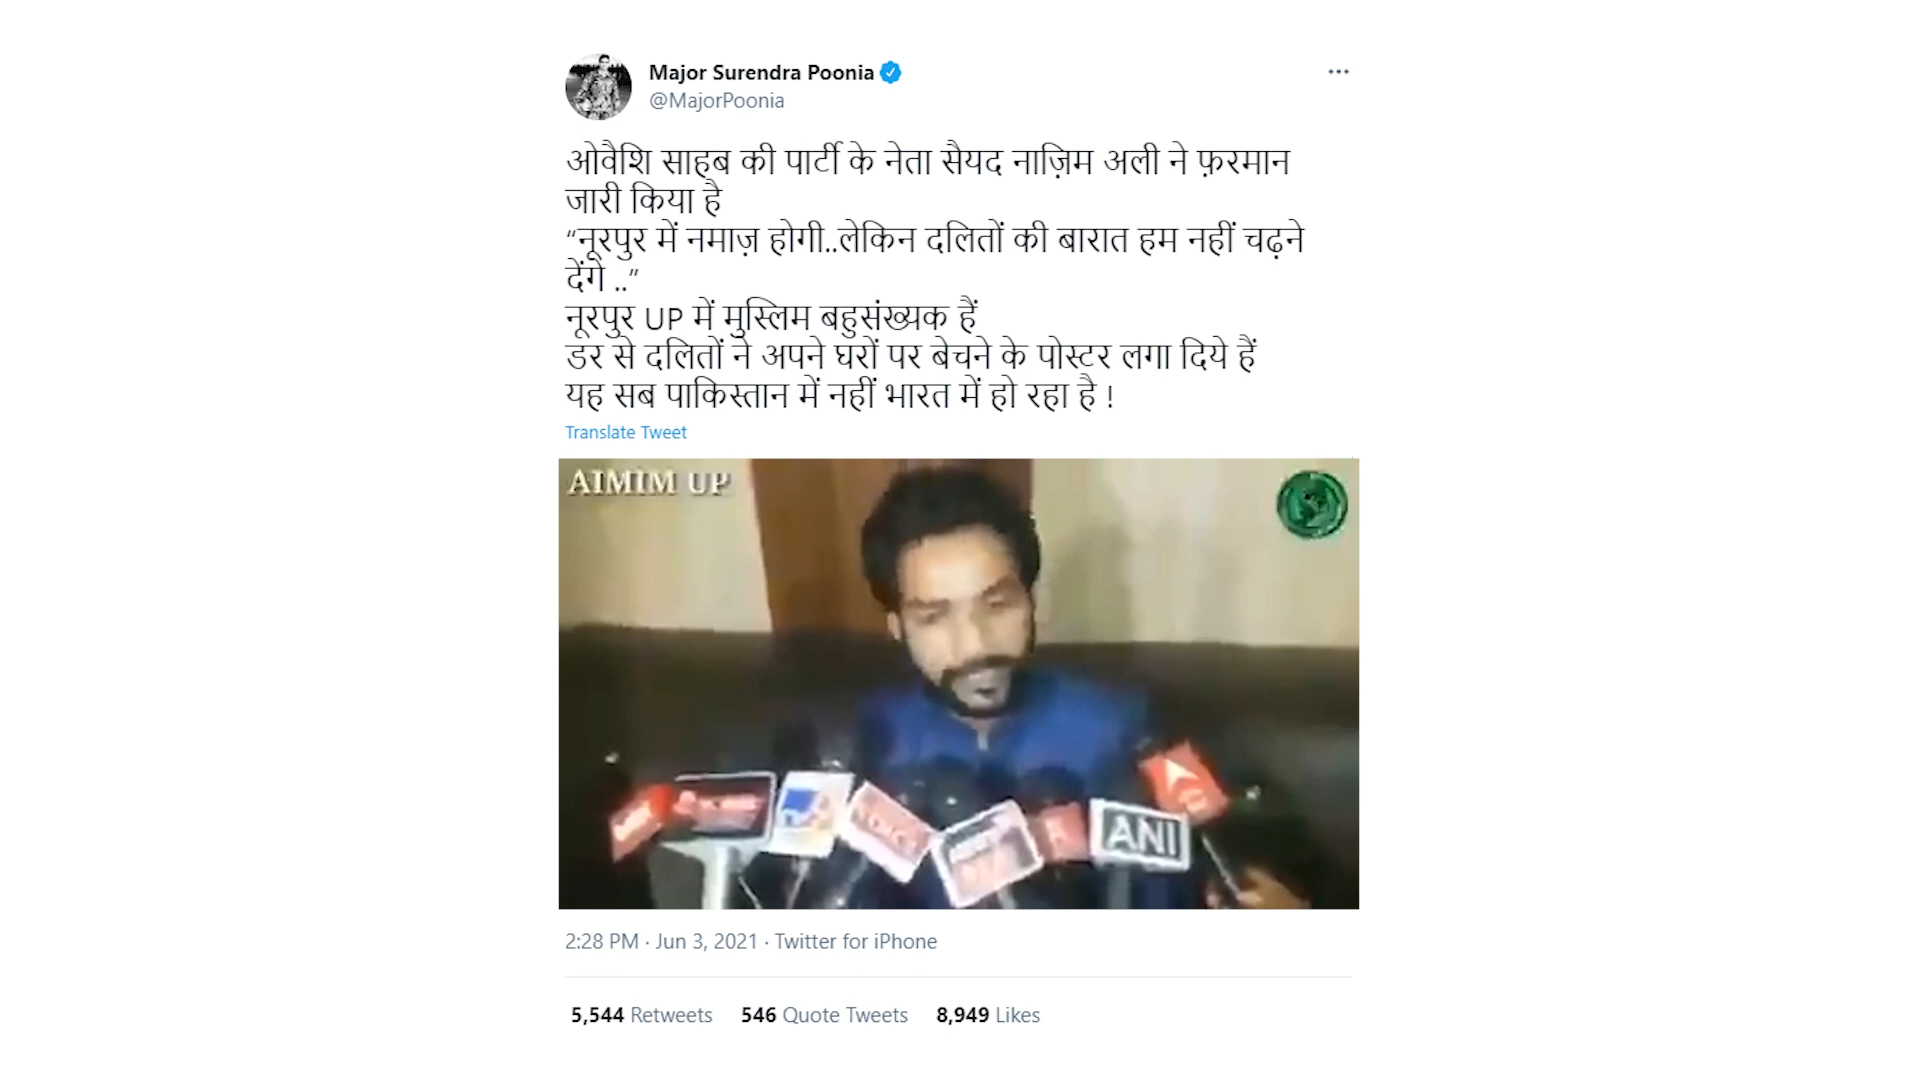 Major Surendra Poonia
@MajorPoonia
ओवैशि साहब की पार्टी के नेता सैयद नाज़िम अली ने फ़रमान
जारी किया है
“नूरपुर में नमाज़ होगी..लेकिन दलितों की बारात हम नहीं चढ़ने
देंगे ..”
नूरपुर UP में मुस्लिम बहुसंख्यक हैं
डर से दलितों ने अपने घरों पर बेचने के पोस्टर लगा दिये हैं
यह सब पाकिस्तान में नहीं भारत में हो रहा है !
Translate Tweet
AIMIM UP
VOICE
ANI
2:28 PM · Jun 3, 2021 · Twitter for iPhone
5,544 Retweets 546 Quote Tweets 8,949 Likes